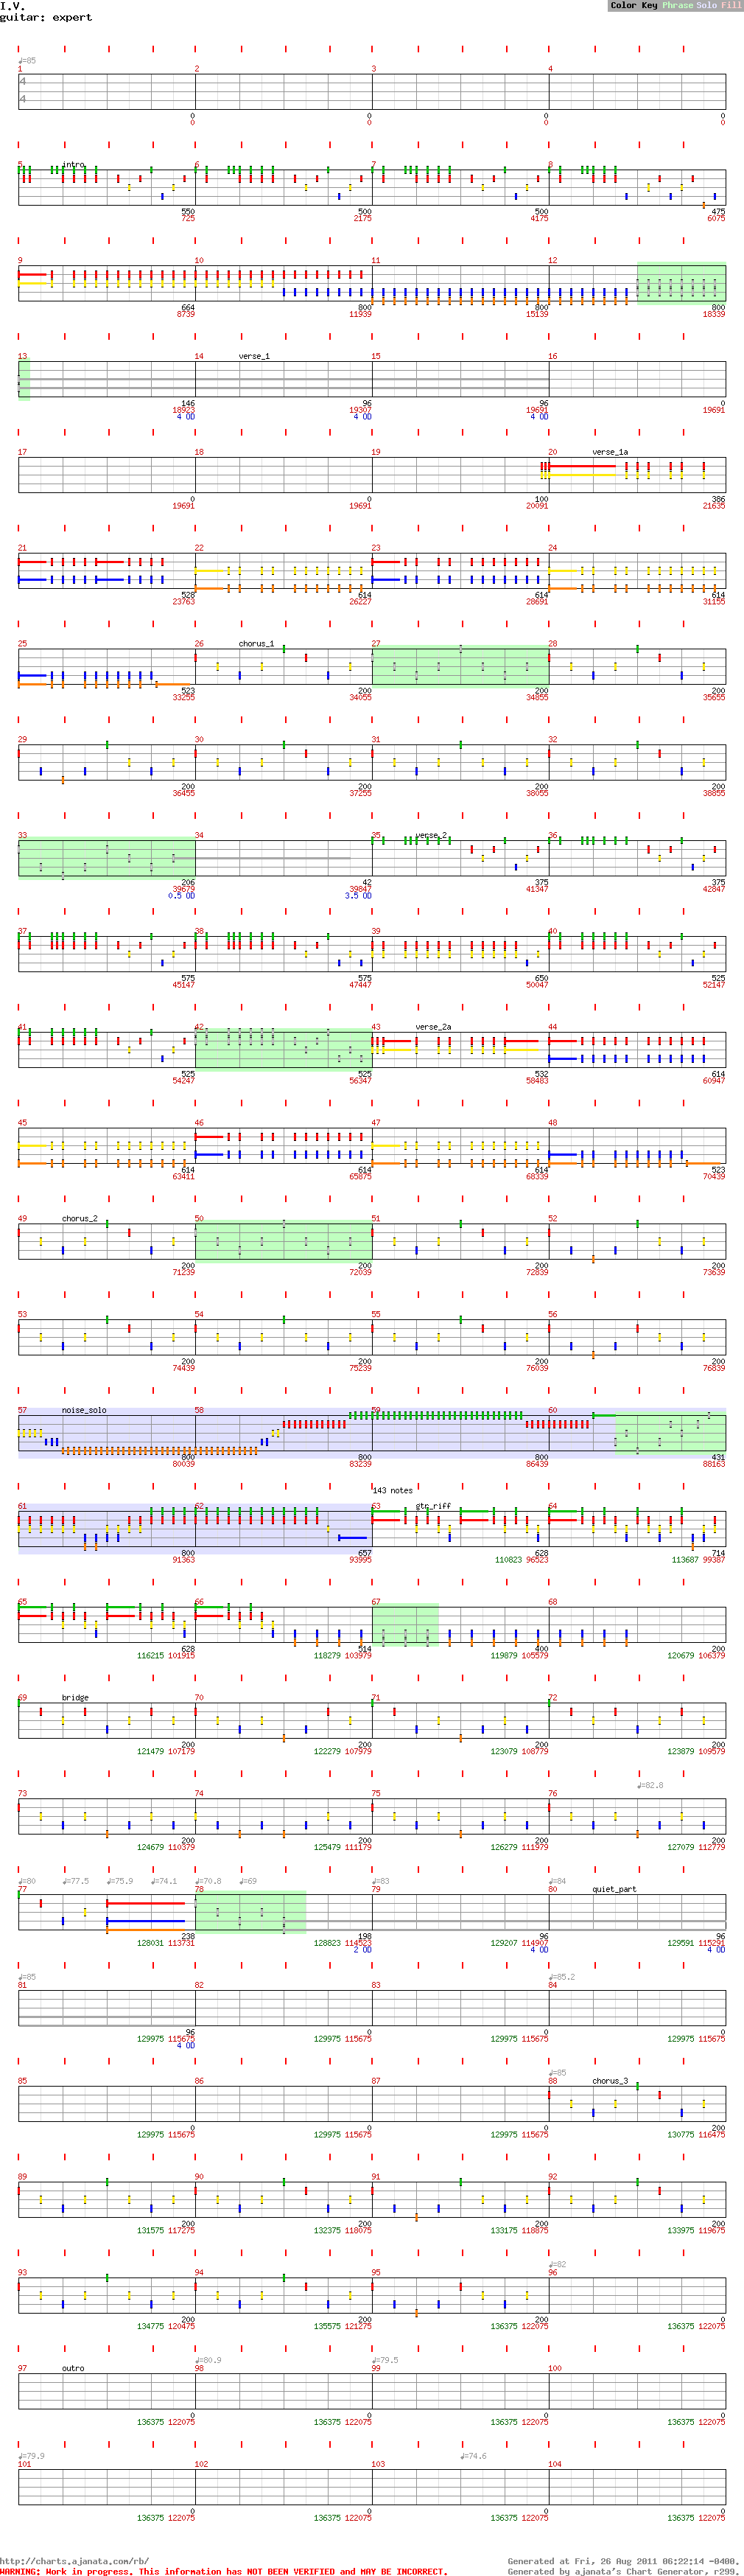 I.V.
guitar: expert
Color Key Phrase Solo Fill
♩=85
1 2 3 4
4
4
0 0 0 0
0 0 0 0
5 intro 6 7 8
550 500 500 475
725 2175 4175 6075
9 10 11 12
664 800 800 800
8739 11939 15139 18339
13 14 verse_1 15 16
146 96 96 0
18923 19307 19691 19691
4 OD 4 OD 4 OD
17 18 19 20 verse_1a
0 0 100 386
19691 19691 20091 21635
21 22 23 24
528 614 614 614
23763 26227 28691 31155
25 26 chorus_1 27 28
523 200 200 200
33255 34055 34855 35655
29 30 31 32
200 200 200 200
36455 37255 38055 38855
33 34 35 verse_2 36
206 42 375 375
39679 39847 41347 42847
0.5 OD 3.5 OD
37 38 39 40
575 575 650 525
45147 47447 50047 52147
41 42 43 verse_2a 44
525 525 532 614
54247 56347 58483 60947
45 46 47 48
614 614 614 523
63411 65875 68339 70439
49 chorus_2 50 51 52
200 200 200 200
71239 72039 72839 73639
53 54 55 56
200 200 200 200
74439 75239 76039 76839
57 noise_solo 58 59 60
800 800 800 431
80039 83239 86439 88163
143 notes
61 62 63 gtr_riff 64
800 657 628 714
91363 93995 110823 96523 113687 99387
65 66 67 68
628 514 400 200
116215 101915 118279 103979 119879 105579 120679 106379
69 bridge 70 71 72
200 200 200 200
121479 107179 122279 107979 123079 108779 123879 109579
♩=82.8
73 74 75 76
200 200 200 200
124679 110379 125479 111179 126279 111979 127079 112779
♩=80 ♩=77.5 ♩=75.9 ♩=74.1 ♩=70.8 ♩=69 ♩=83 ♩=84
77 78 79 80 quiet_part
238 198 96 96
128031 113731 128823 114523 129207 114907 129591 115291
2 OD 4 OD 4 OD
♩=85 ♩=85.2
81 82 83 84
96 0 0 0
129975 115675 129975 115675 129975 115675 129975 115675
4 OD
♩=85
85 86 87 88 chorus_3
0 0 0 200
129975 115675 129975 115675 129975 115675 130775 116475
89 90 91 92
200 200 200 200
131575 117275 132375 118075 133175 118875 133975 119675
♩=82
93 94 95 96
200 200 200 0
134775 120475 135575 121275 136375 122075 136375 122075
♩=80.9 ♩=79.5
97 outro 98 99 100
0 0 0 0
136375 122075 136375 122075 136375 122075 136375 122075
♩=79.9 ♩=74.6
101 102 103 104
0 0 0 0
136375 122075 136375 122075 136375 122075 136375 122075
http://charts.ajanata.com/rb/ Generated at Fri, 26 Aug 2011 06:22:14 -0400.
WARNING: Work in progress. This information has NOT BEEN VERIFIED and MAY BE INCORRECT. Generated by ajanata's Chart Generator, r299.